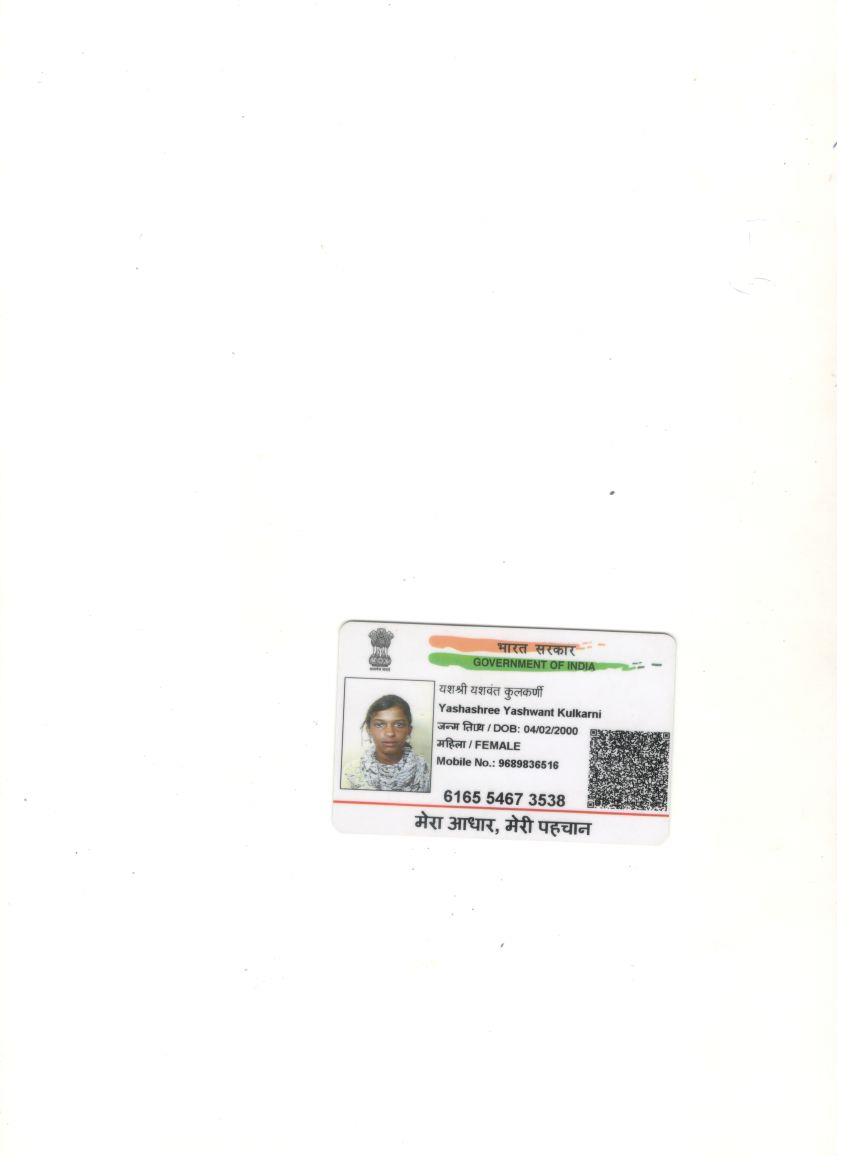 भारत सरकार
GOVERNMENT OF INDIA
यशश्री यशवंत कुलकर्णी
Yashashree Yashwant Kulkarni
जन्म तिथि / DOB: 04/02/2000
महिला / FEMALE
Mobile No.: 9689836516
6165 5467 3538
मेरा आधार, मेरी पहचान